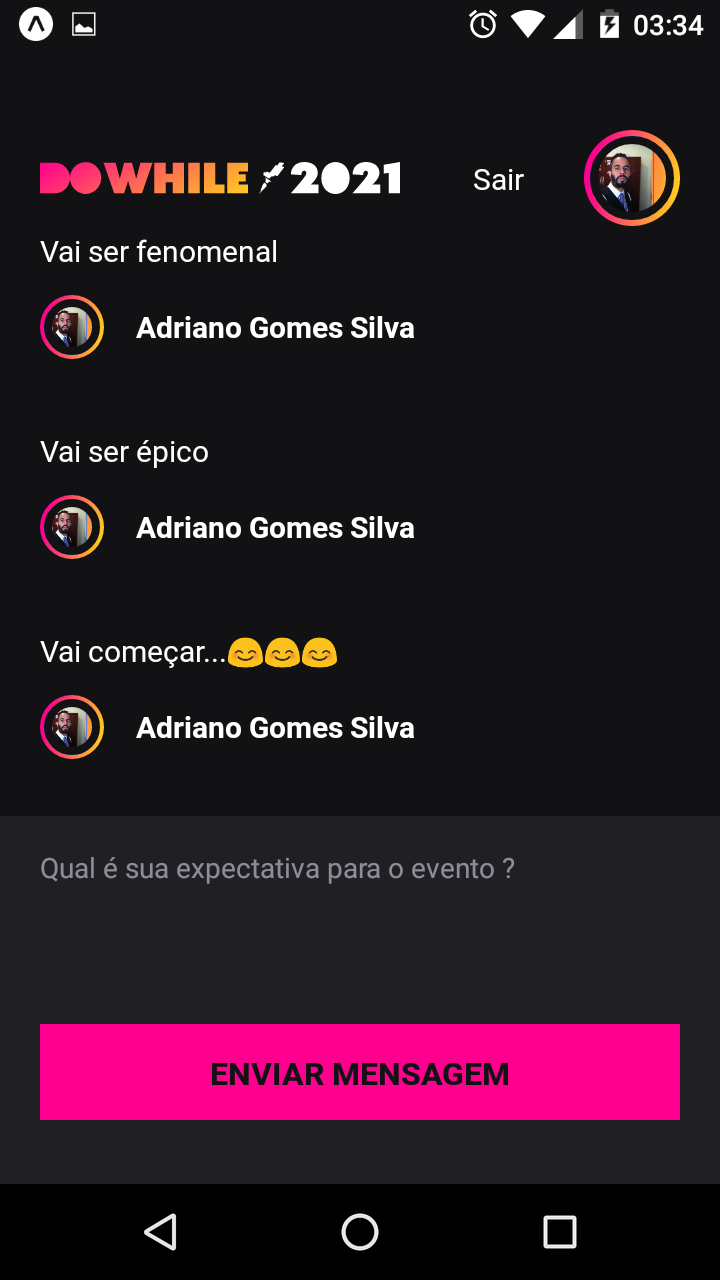 03:34
DOWHILE 2021
Sair
Vai ser fenomenal
Adriano Gomes Silva
Vai ser épico
Adriano Gomes Silva
Vai começar...😊😊😊
Adriano Gomes Silva
Qual é sua expectativa para o evento ?
ENVIAR MENSAGEM